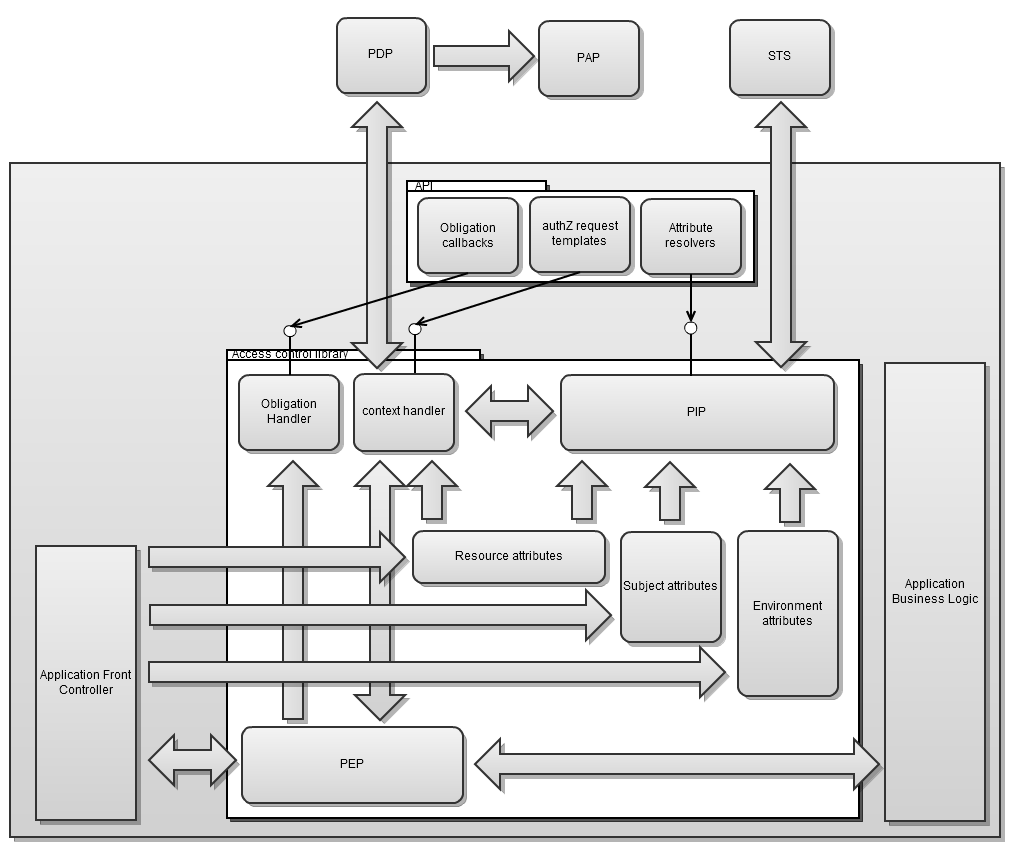 PDP
PAP
STS
API
Obligation
callbacks
authZ request
templates
Attribute
resolvers
Access control library
Obligation
Handler
context handler
PIP
Resource attributes
Subject attributes
Environment
attributes
Application
Business Logic
Application Front
Controller
PEP